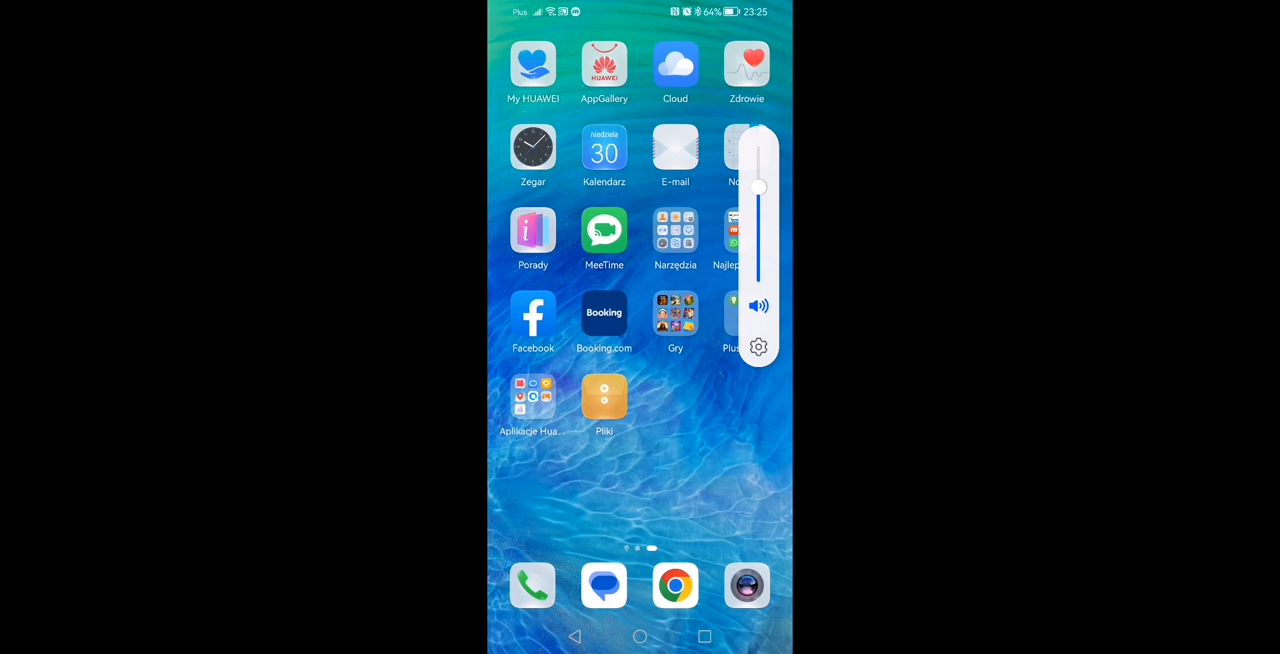 Plus 64% 23:25
HUAWEI
My HUAWEI AppGallery Cloud Zdrowie
niedziela
30
Zegar Kalendarz E-mail
i
Porady MeeTime Narzędzia
Booking
Facebook Booking.com Gry
Aplikacje Hua... Pliki